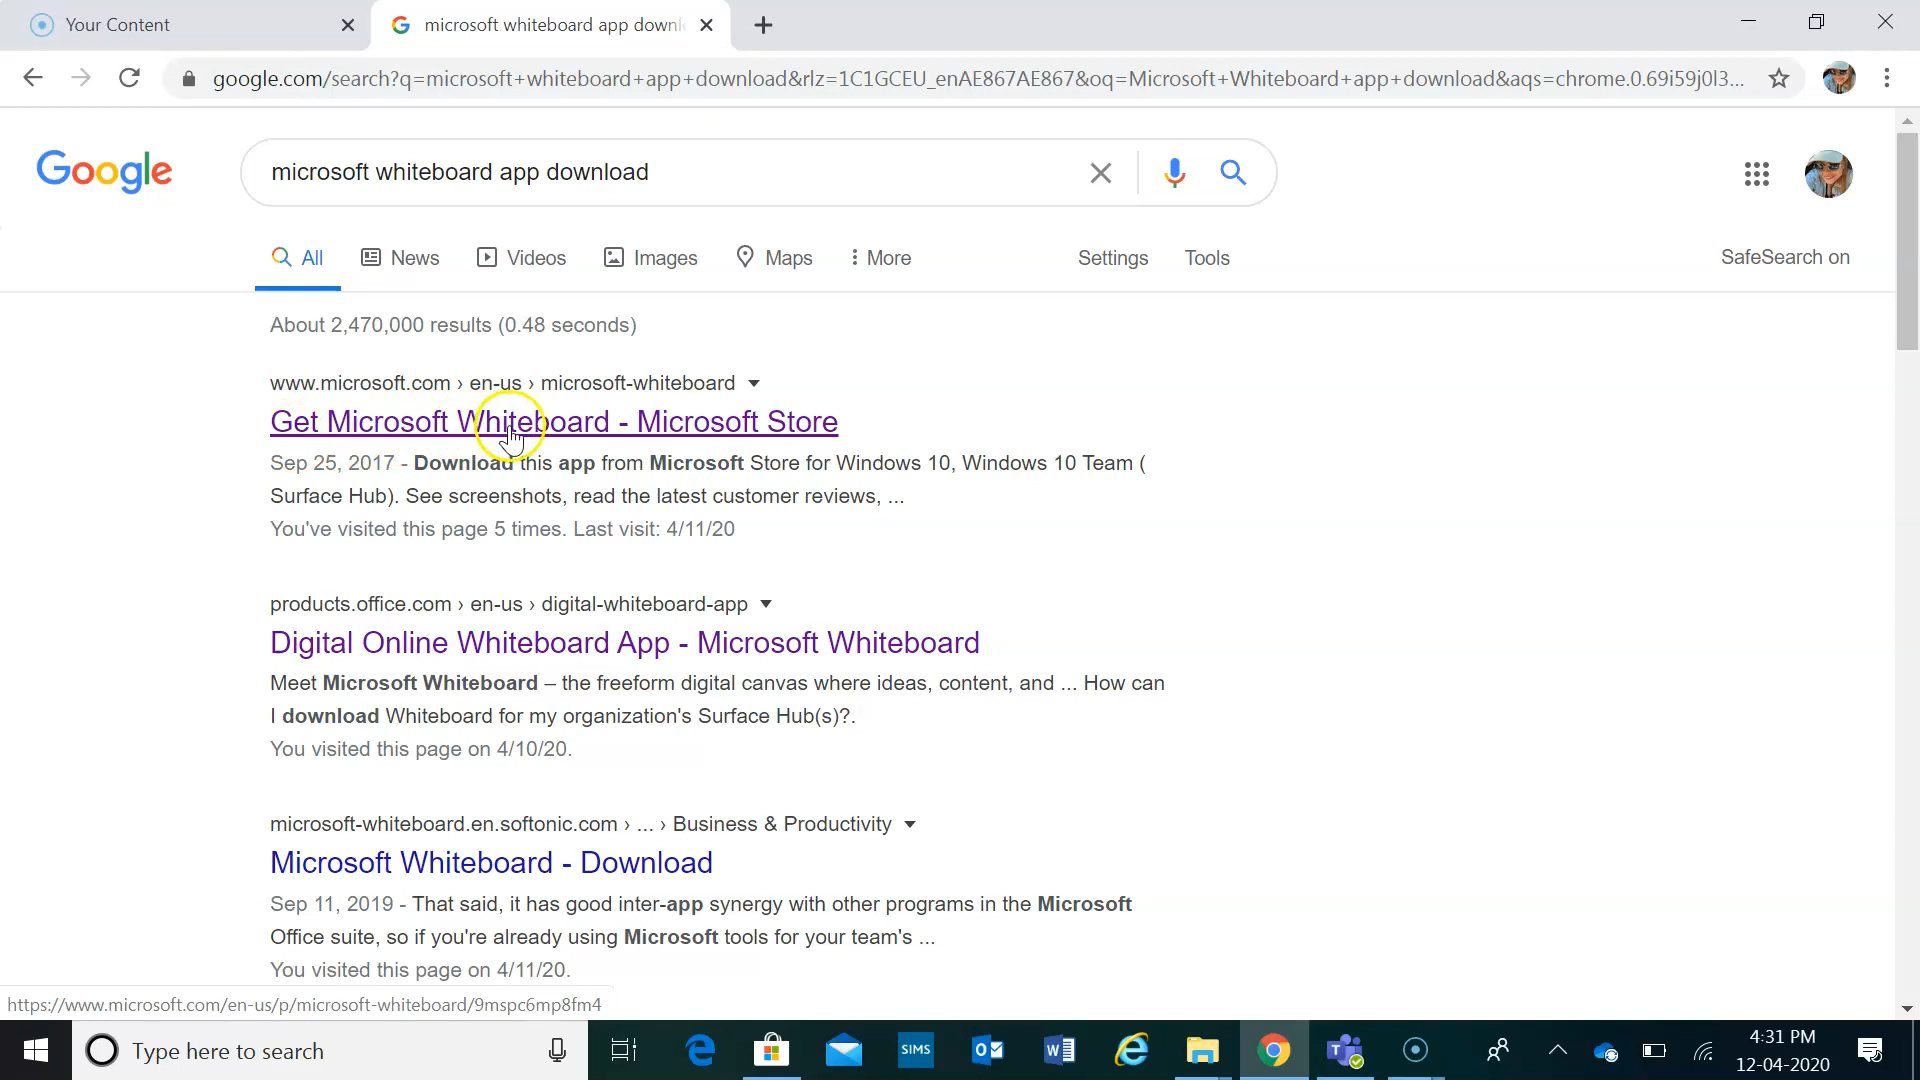 Your Content
microsoft whiteboard app downl
google.com/search?q=microsoft+whiteboard+app+download&rlz=1C1GCEU_enAE867AE867&oq=Microsoft+Whiteboard+app+download&aqs=chrome.0.69i59j0l3...
Google
microsoft whiteboard app download
All News Videos Images Maps More Settings Tools SafeSearch on
About 2,470,000 results (0.48 seconds)
www.microsoft.com › en-us › microsoft-whiteboard
Get Microsoft Whiteboard - Microsoft Store
Sep 25, 2017 - Download this app from Microsoft Store for Windows 10, Windows 10 Team (
Surface Hub). See screenshots, read the latest customer reviews, ...
You've visited this page 5 times. Last visit: 4/11/20
products.office.com › en-us › digital-whiteboard-app
Digital Online Whiteboard App - Microsoft Whiteboard
Meet Microsoft Whiteboard – the freeform digital canvas where ideas, content, and ... How can
I download Whiteboard for my organization's Surface Hub(s)?.
You visited this page on 4/10/20.
microsoft-whiteboard.en.softonic.com › ... › Business & Productivity
Microsoft Whiteboard - Download
Sep 11, 2019 - That said, it has good inter-app synergy with other programs in the Microsoft
Office suite, so if you're already using Microsoft tools for your team's ...
You visited this page on 4/11/20.
https://www.microsoft.com/en-us/p/microsoft-whiteboard/9mspc6mp8fm4
Type here to search
SIMS
4:31 PM
12-04-2020